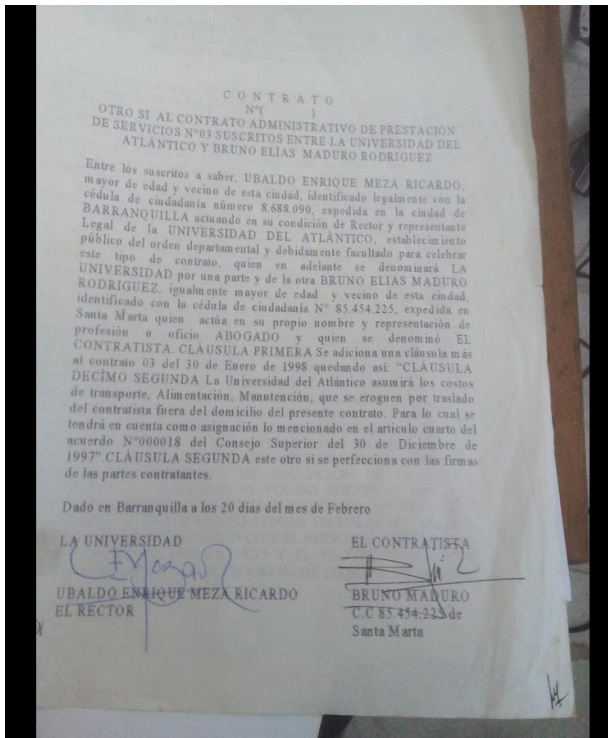 CONTRATO
N°( )
OTRO SI AL CONTRATO ADMINISTRATIVO DE PRESTACIÓN
DE SERVICIOS N°03 SUSCRITOS ENTRE LA UNIVERSIDAD DEL
ATLÁNTICO Y BRUNO ELÍAS MADURO RODRIGUEZ
Entre los suscritos a saber, UBALDO ENRIQUE MEZA RICARDO,
mayor de edad y vecino de esta ciudad, identificado legalmente con la
cédula de ciudadanía número 8.688.090, expedida en la ciudad de
BARRANQUILLA actuando en su condición de Rector y representante
Legal de la UNIVERSIDAD DEL ATLÁNTICO, establecimiento
público del orden departamental y debidamente facultado para celebrar
este tipo de contrato, quien en adelante se denominará LA
UNIVERSIDAD por una parte y de la otra BRUNO ELIAS MADURO
RODRIGUEZ, igualmente mayor de edad y vecino de esta ciudad,
identificado con la cédula de ciudadanía N° 85.454.225, expedida en
Santa Marta quien actúa en su propio nombre y representación de
profesión u oficio ABOGADO y quien se denominó EL
CONTRATISTA. CLÁUSULA PRIMERA Se adiciona una cláusula más
al contrato 03 del 30 de Enero de 1998 quedando asi: "CLÁUSULA
DECÍMO SEGUNDA La Universidad del Atlántico asumirá los costos
de transporte, Alimentación, Manutención, que se eroguen por traslado
del contratista fuera del domicilio del presente contrato. Para lo cual se
tendrá en cuenta como asignación lo mencionado en el articulo cuarto del
acuerdo N°000018 del Consejo Superior del 30 de Diciembre de
1997" CLÁUSULA SEGUNDA este otro si se perfecciona con las firmas
de las partes contratantes.
Dado en Barranquilla a los 20 dias del mes de Febrero
LA UNIVERSIDAD EL CONTRATISTA
UBALDO ENRIQUE MEZA RICARDO BRUNO MADURO
EL RECTOR C.C 85.454.225 de
Santa Marta